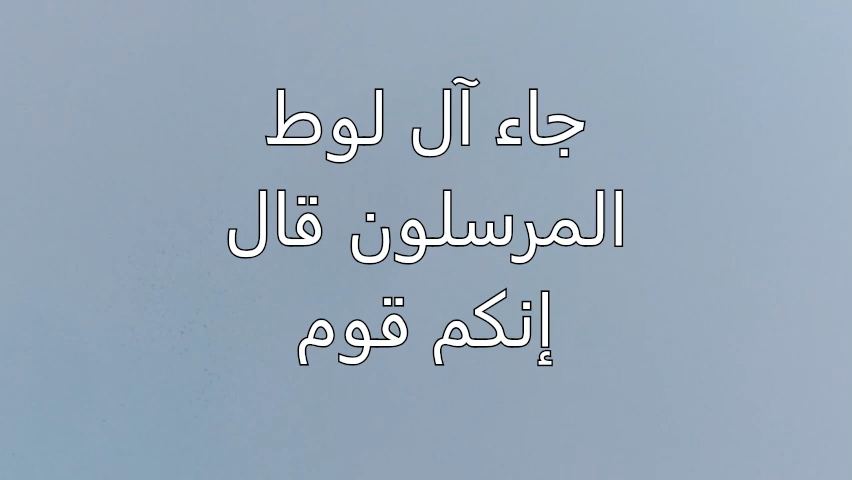 جاء آل لوط
المرسلون قال
إنكم قوم